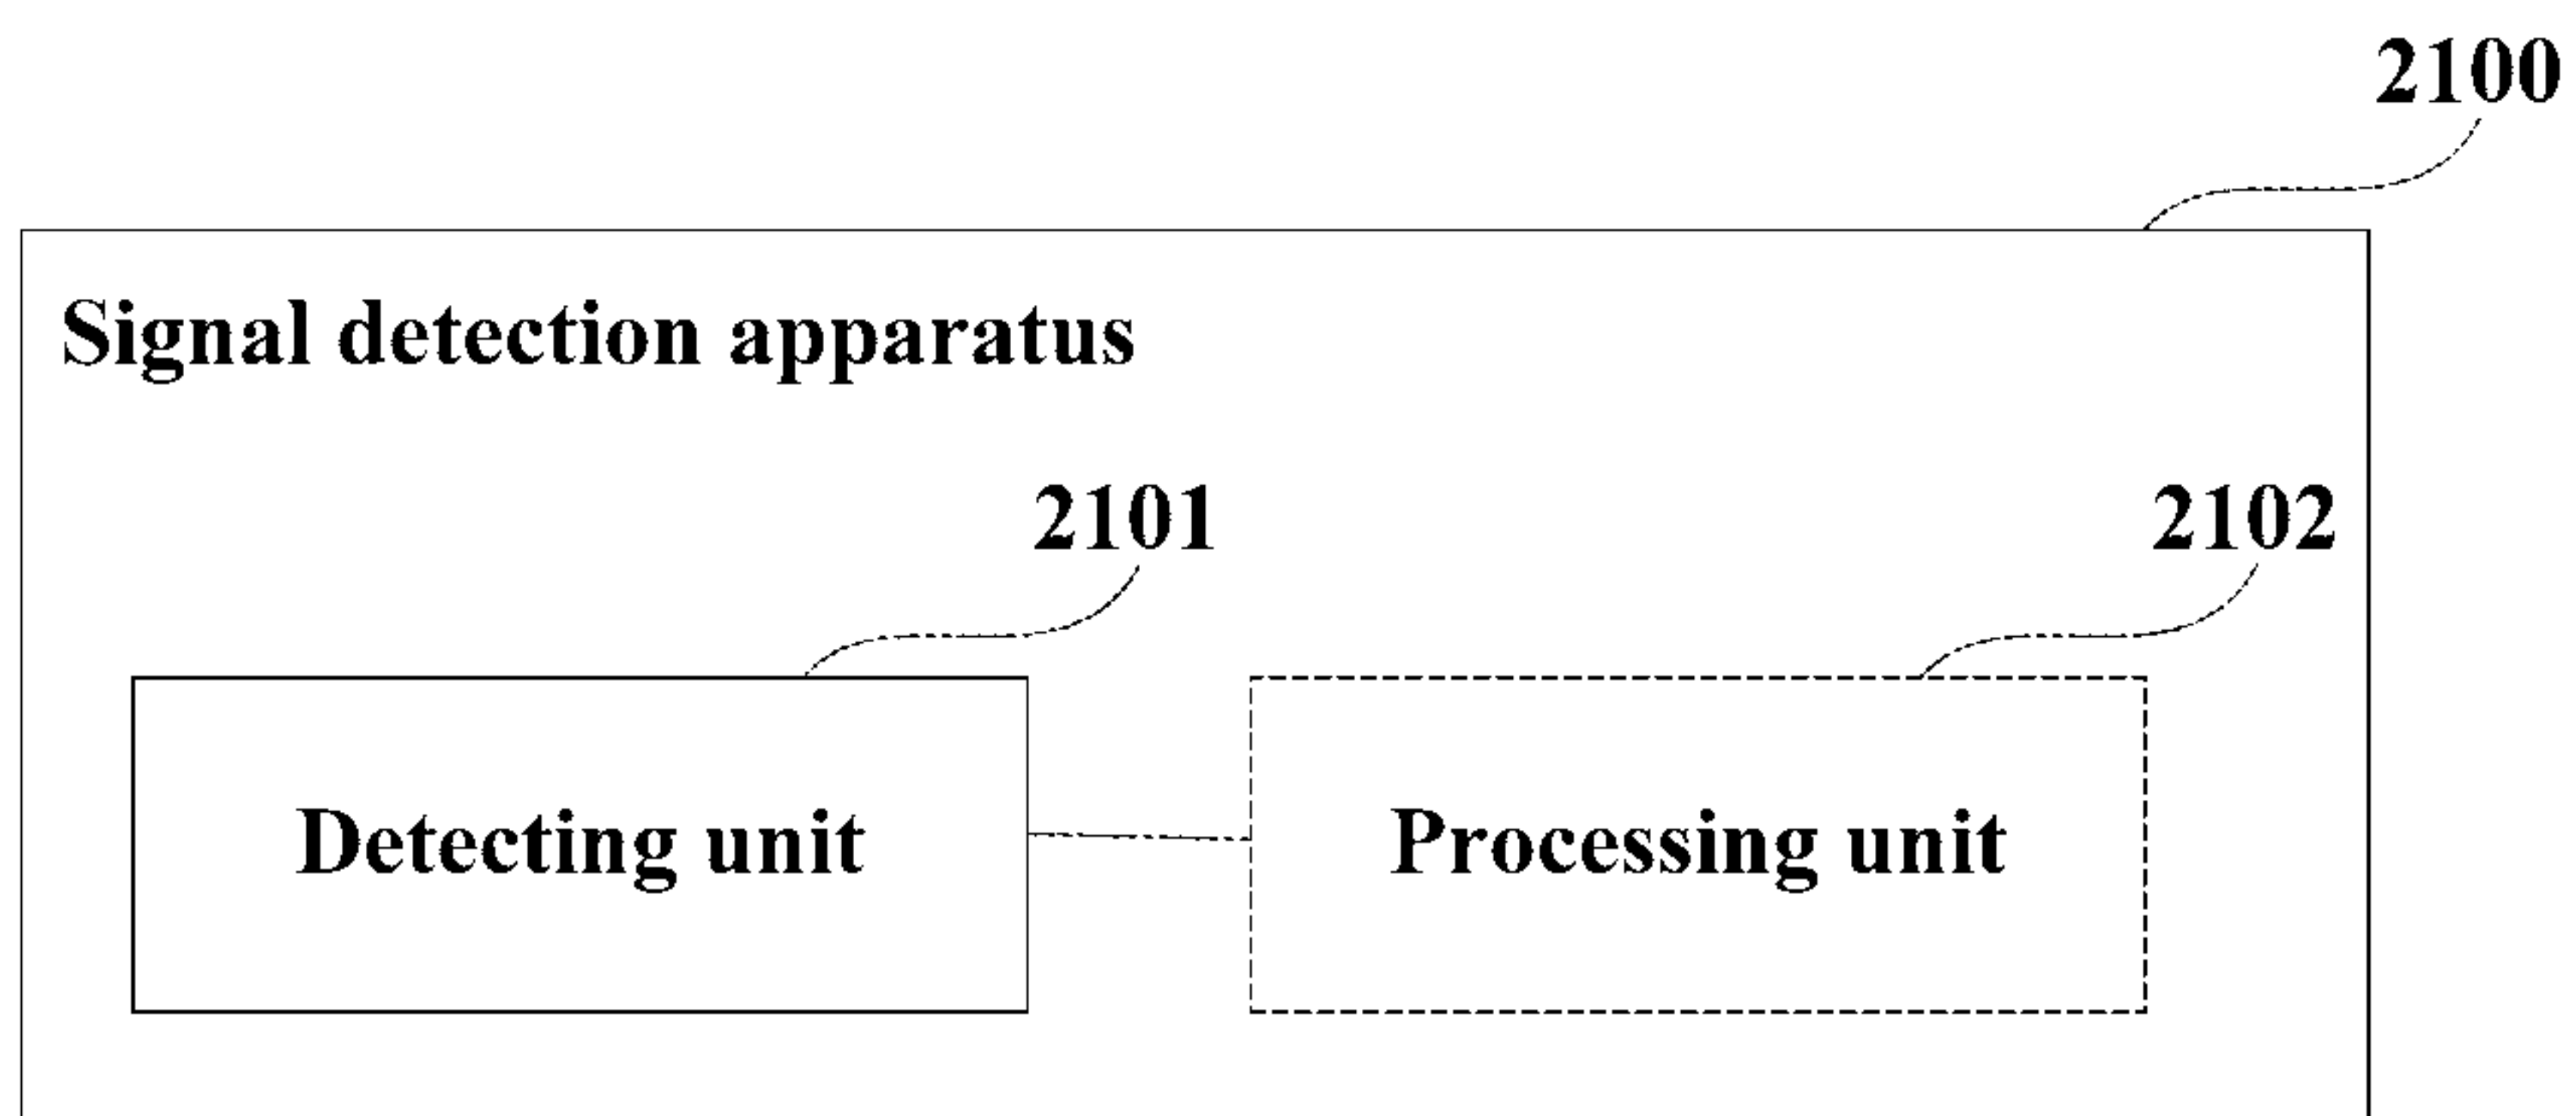 2100
Signal detection apparatus
2101
2102
Detecting unit
Processing unit